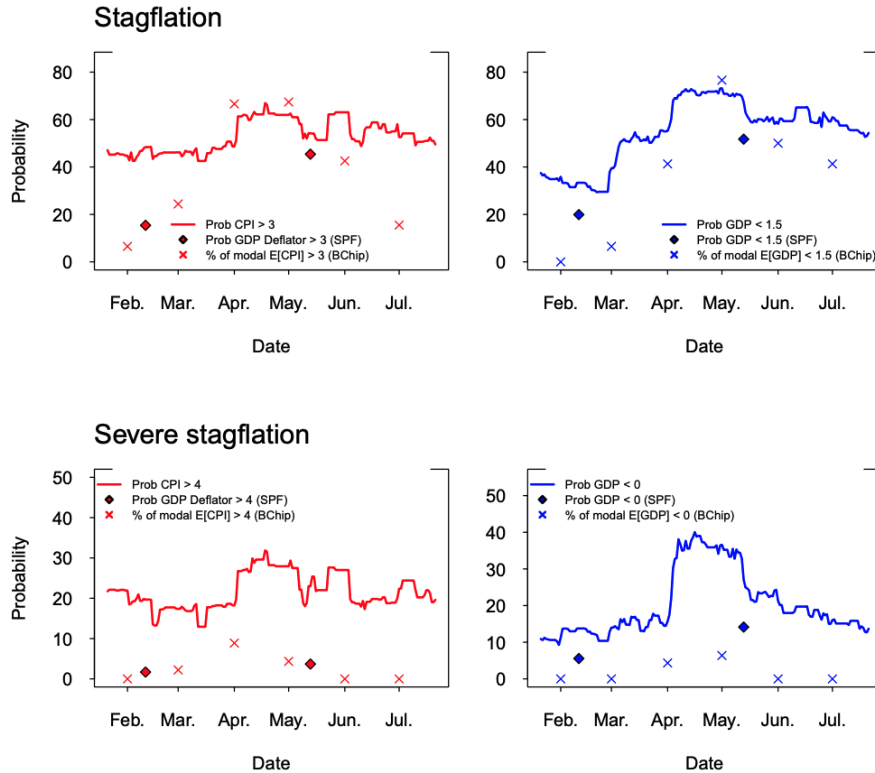 Stagflation
Probability
80
60
40
20
0
Prob CPI > 3
Prob GDP Deflator > 3 (SPF)
% of modal E[CPI] > 3 (BChip)
Feb. Mar. Apr. May. Jun. Jul.
Date
80
60
40
20
0
Prob GDP < 1.5
Prob GDP < 1.5 (SPF)
% of modal E[GDP] < 1.5 (BChip)
Feb. Mar. Apr. May. Jun. Jul.
Date
Severe stagflation
Probability
50
40
30
20
10
0
Prob CPI > 4
Prob GDP Deflator > 4 (SPF)
% of modal E[CPI] > 4 (BChip)
Feb. Mar. Apr. May. Jun. Jul.
Date
50
40
30
20
10
0
Prob GDP < 0
Prob GDP < 0 (SPF)
% of modal E[GDP] < 0 (BChip)
Feb. Mar. Apr. May. Jun. Jul.
Date